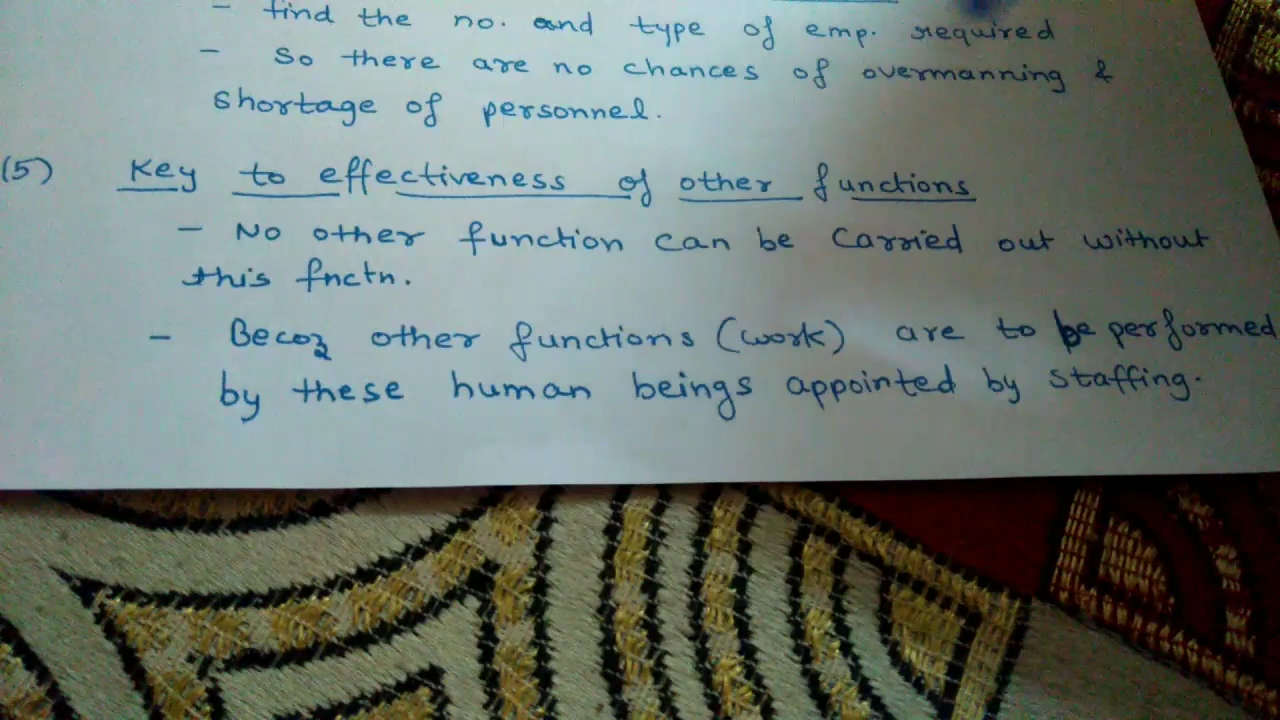 - find the no. and type of emp. required
- So there are no chances of overmanning &
shortage of personnel.
(5) Key to effectiveness of other functions
- No other function can be carried out without
this fnctn.
- Becoz other functions (work) are to be performed
by these human beings appointed by staffing.